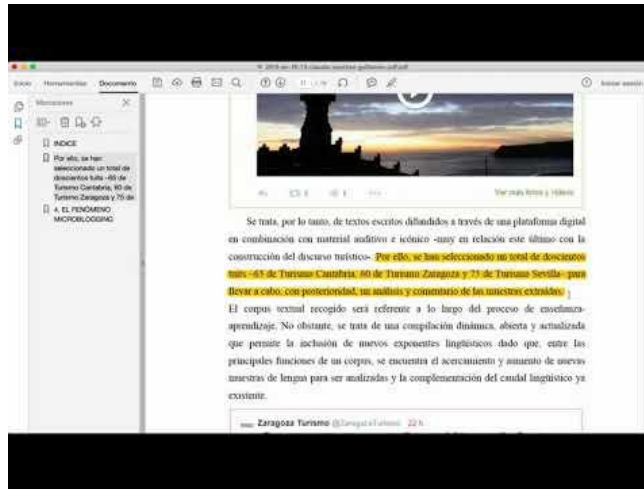 Inicio Herramientas Documento
Iniciar sesión
Marcadores
INDICE
Por ello, se han
seleccionado un total de
doscientos tuits -65 de
Turismo Cantabria, 60 de
Turismo Zaragoza y 75 de
4. EL FENÓMENO
MICROBLOGGING
Ver más fotos y vídeos
Se trata, por lo tanto, de textos escritos difundidos a través de una plataforma digital
en combinación con material auditivo e icónico -muy en relación este último con la
construcción del discurso turístico-. Por ello, se han seleccionado un total de doscientos
tuits -65 de Turismo Cantabria, 60 de Turismo Zaragoza y 75 de Turismo Sevilla- para
llevar a cabo, con posterioridad, un análisis y comentario de las muestras extraídas.
El corpus textual recogido será referente a lo largo del proceso de enseñanza-
aprendizaje. No obstante, se trata de una compilación dinámica, abierta y actualizada
que permite la inclusión de nuevos exponentes lingüísticos dado que, entre las
principales funciones de un corpus, se encuentra el acercamiento y aumento de nuevas
muestras de lengua para ser analizadas y la complementación del caudal lingüístico ya
existente.
Zaragoza Turismo @ZaragozaTurismo 22 h